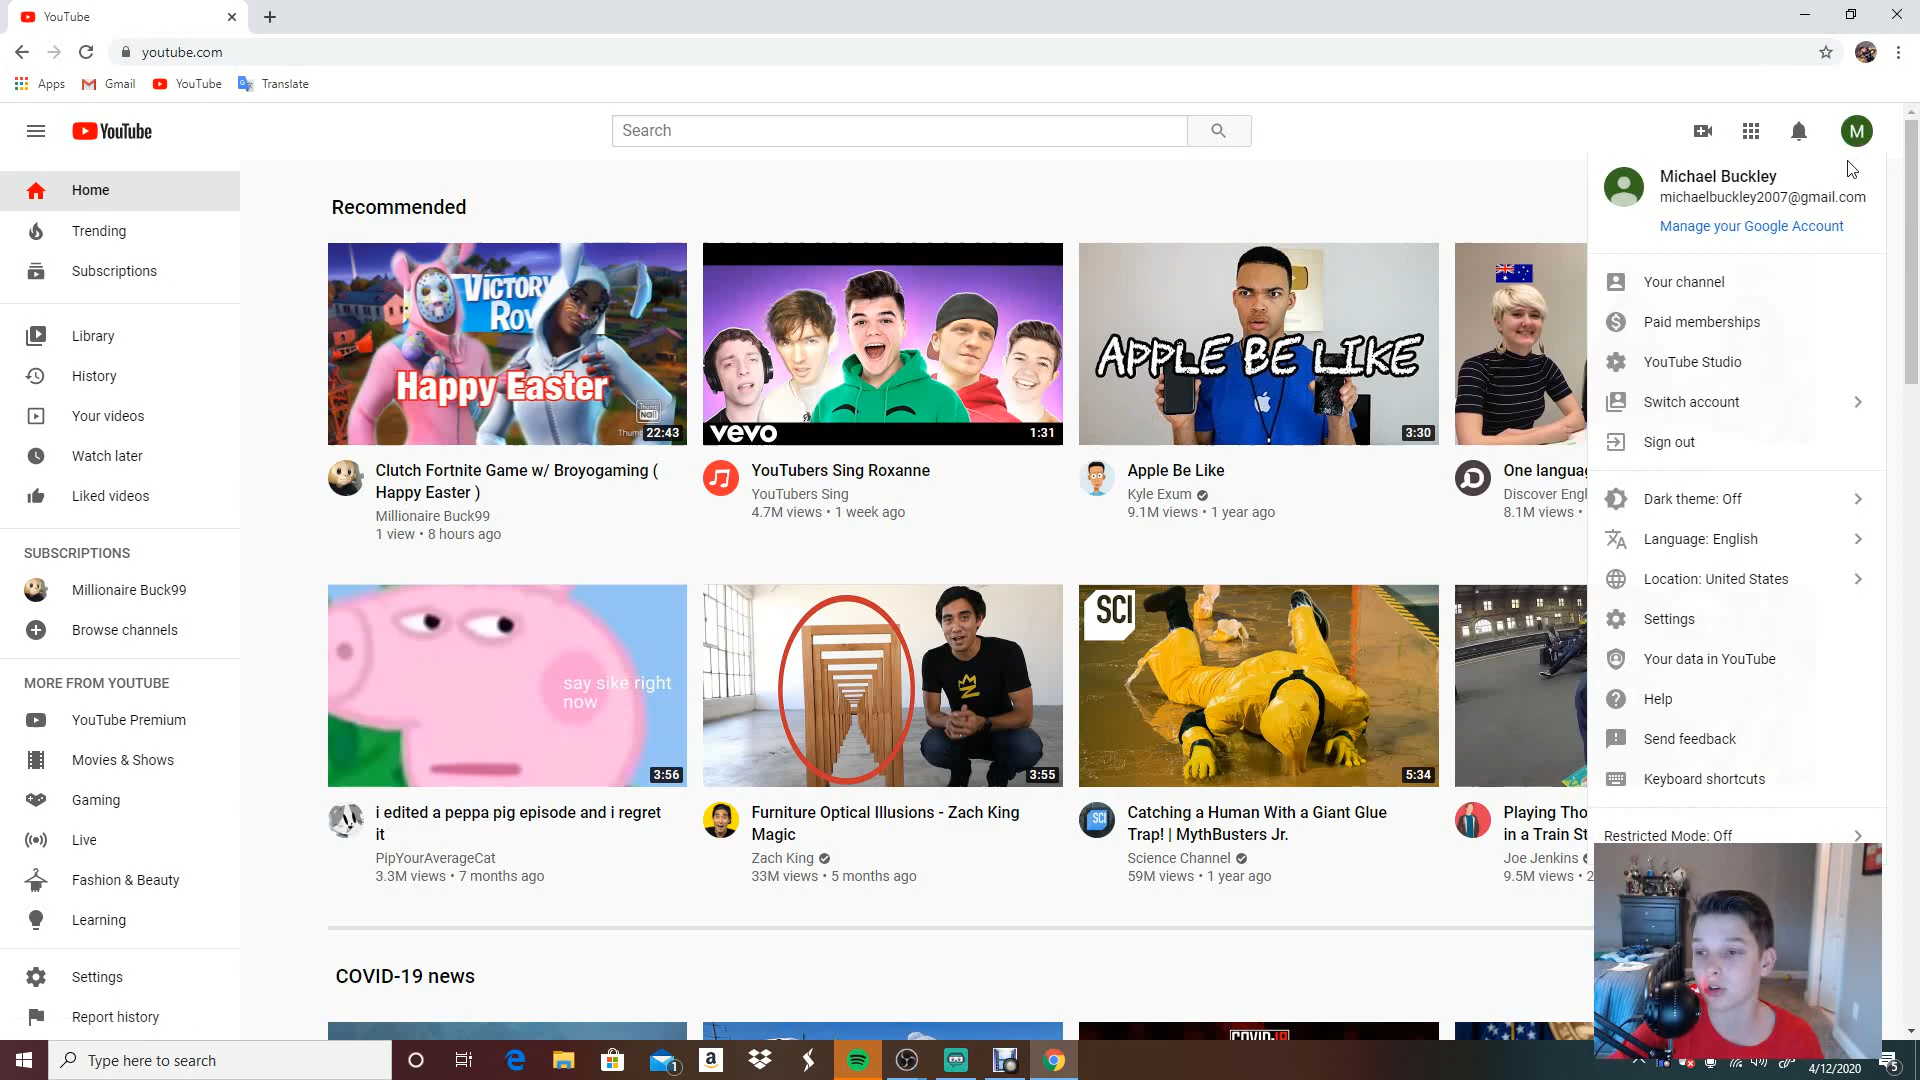 YouTube
youtube.com
Apps
Gmail
YouTube
Translate
YouTube
Search
M
Home
Trending
Subscriptions
Library
History
Your videos
Watch later
Liked videos
SUBSCRIPTIONS
Millionaire Buck99
Browse channels
MORE FROM YOUTUBE
YouTube Premium
Movies & Shows
Gaming
Live
Fashion & Beauty
Learning
Settings
Report history
Recommended
VICTORY
Happy Easter
22:43
Clutch Fortnite Game w/ Broyogaming (
Happy Easter )
Millionaire Buck99
1 view • 8 hours ago
vevo
1:31
YouTubers Sing Roxanne
YouTubers Sing
4.7M views • 1 week ago
APPLE BE LIKE
3:30
Apple Be Like
Kyle Exum
9.1M views • 1 year ago
One
Discover
8.1M views •
say sike right
now
3:56
i edited a peppa pig episode and i regret
it
PipYourAverageCat
3.3M views • 7 months ago
3:55
Furniture Optical Illusions - Zach King
Magic
Zach King
33M views • 5 months ago
SCI
5:34
SCI
Catching a Human With a Giant Glue
Trap! | MythBusters Jr.
Science Channel
59M views • 1 year ago
Playing
in a Train
Joe Jenkins
9.5M views •
COVID-19 news
COVID-19
Michael Buckley
michaelbuckley2007@gmail.com
Manage your Google Account
Your channel
Paid memberships
YouTube Studio
Switch account
Sign out
Dark theme: Off
Language: English
Location: United States
Settings
Your data in YouTube
Help
Send feedback
Keyboard shortcuts
Restricted Mode: Off
Type here to search
1
4/12/2020
5